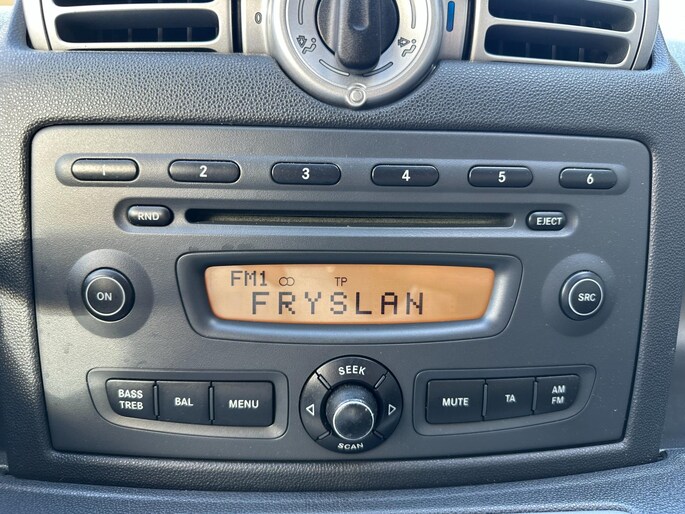 0
1 2 3 4 5 6
RND EJECT
ON FM1 TP SRC
FRYSLAN
SEEK
BASS TREB BAL MENU MUTE TA AM FM
SCAN